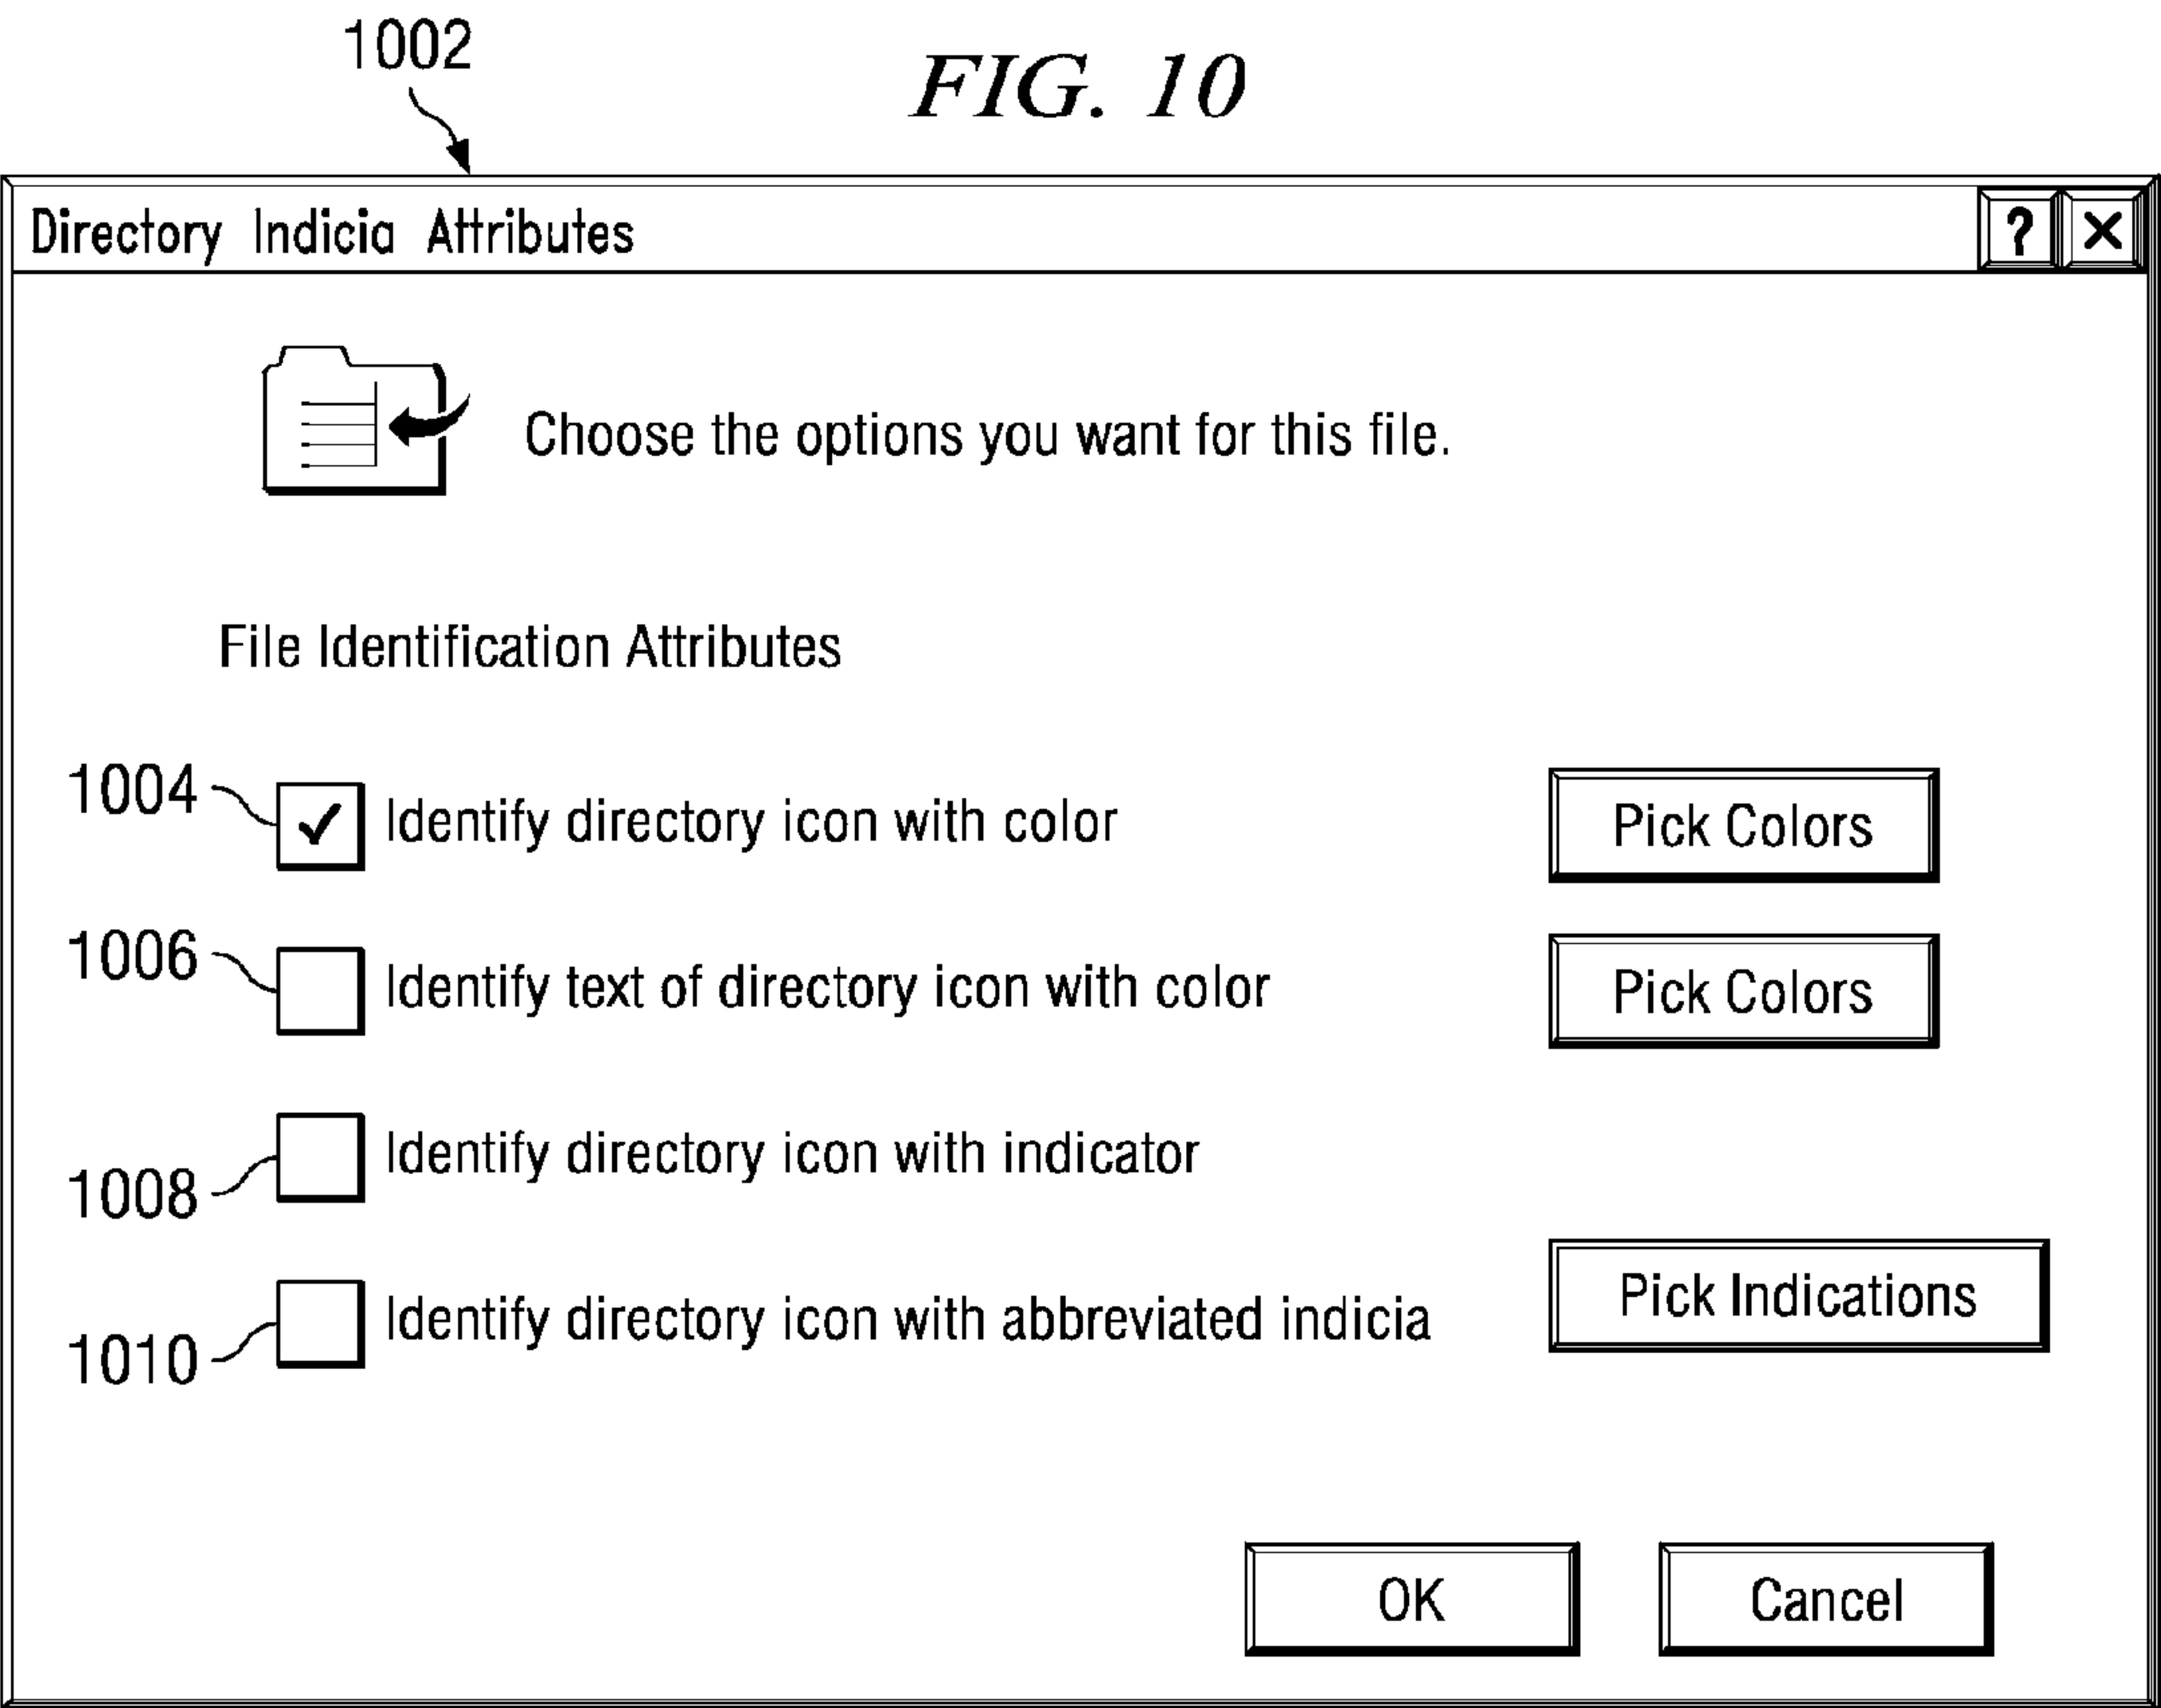 1002
FIG. 10
Directory Indicia Attributes ? ×
Choose the options you want for this file.
File Identification Attributes
1004 Identify directory icon with color Pick Colors
1006 Identify text of directory icon with color Pick Colors
1008 Identify directory icon with indicator
1010 Identify directory icon with abbreviated indicia Pick Indications
OK Cancel